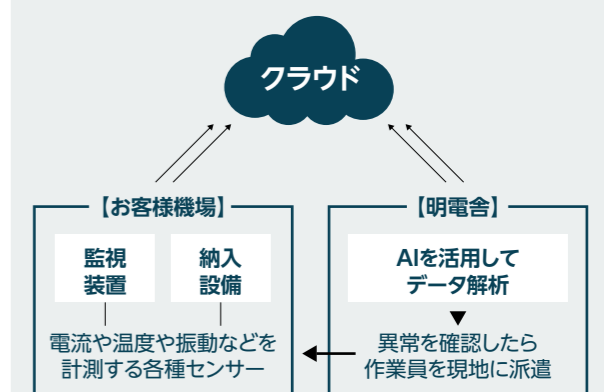 クラウド
【お客様機場】
監視
装置
納入
設備
電流や温度や振動などを
計測する各種センサー
【明電舎】
AIを活用して
データ解析
異常を確認したら
作業員を現地に派遣